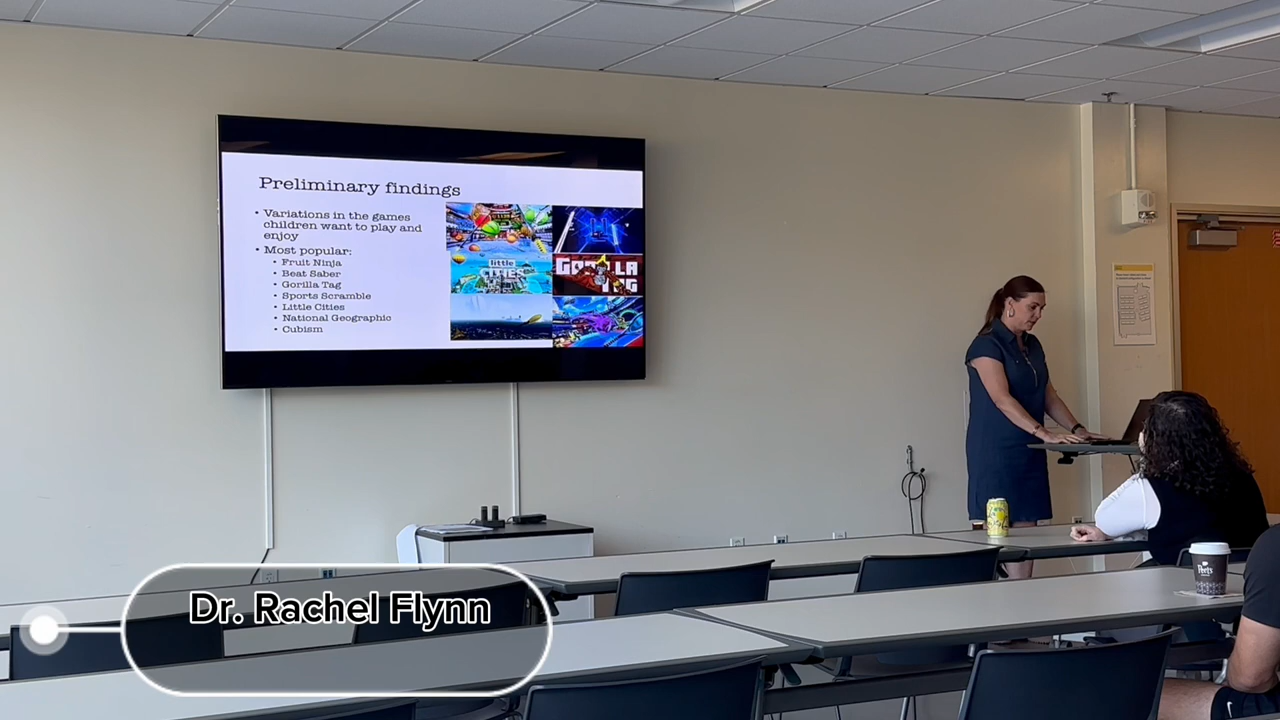 Preliminary findings
• Variations in the games
children want to play and
enjoy
• Most popular:
• Fruit Ninja
• Beat Saber
• Gorilla Tag
• Sports Scramble
• Little Cities
• National Geographic
• Cubism
little
CITIES
GORILLA
TAG
Peet's
Dr. Rachel Flynn